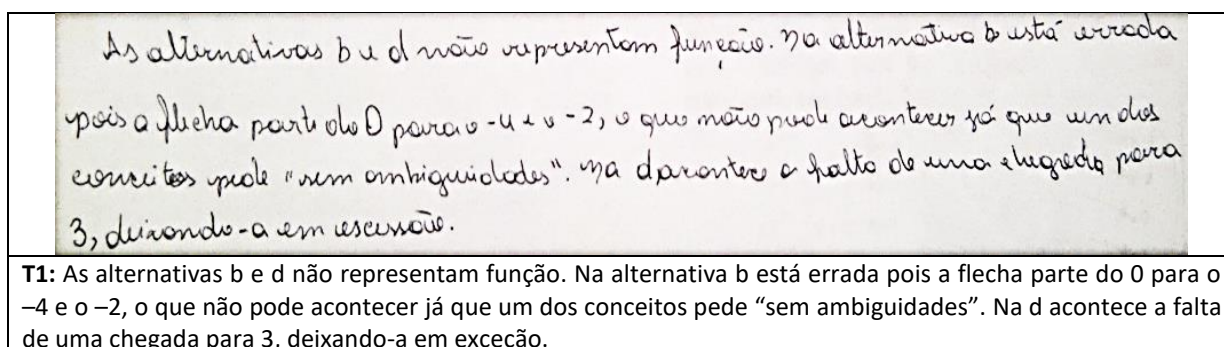 As alternativas b e d não representam função. Na alternativa b está errada
pois a flecha parte do 0 para o -4 e o -2, o que não pode acontecer já que um dos
conceitos pede "sem ambiguidades". Na d acontece a falta de uma chegada para
3, deixando-a em escessão.
T1: As alternativas b e d não representam função. Na alternativa b está errada pois a flecha parte do 0 para o
–4 e o –2, o que não pode acontecer já que um dos conceitos pede “sem ambiguidades”. Na d acontece a falta
de uma chegada para 3, deixando-a em exceção.